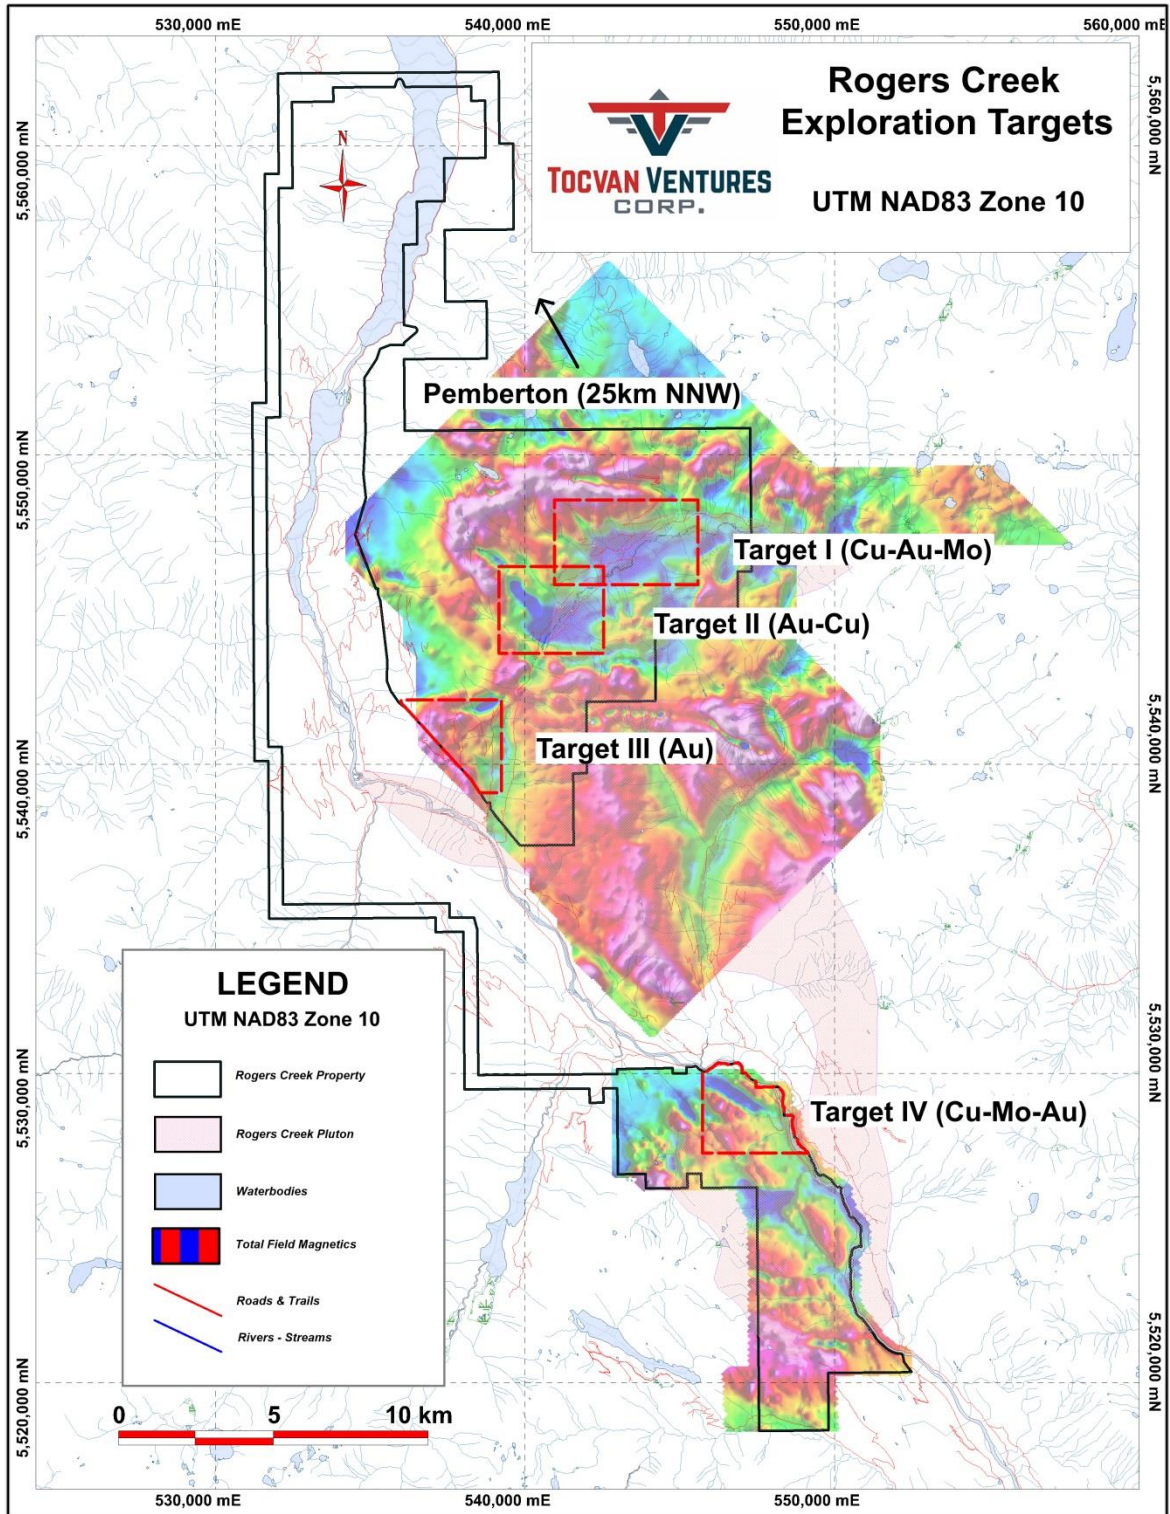 530,000 mE
540,000 mE
550,000 mE
560,000 mE
Rogers Creek
Exploration Targets
UTM NAD83 Zone 10
TOCVAN VENTURES
CORP.
N
5,560,000 mN
5,560,000 mN
Pemberton (25km NNW)
5,550,000 mN
5,550,000 mN
Target I (Cu-Au-Mo)
Target II (Au-Cu)
Target III (Au)
5,540,000 mN
5,540,000 mN
LEGEND
UTM NAD83 Zone 10
Rogers Creek Property
Rogers Creek Pluton
Waterbodies
Total Field Magnetics
Roads & Trails
Rivers - Streams
5,530,000 mN
5,530,000 mN
Target IV (Cu-Mo-Au)
5,520,000 mN
5,520,000 mN
0 5 10 km
530,000 mE
540,000 mE
550,000 mE